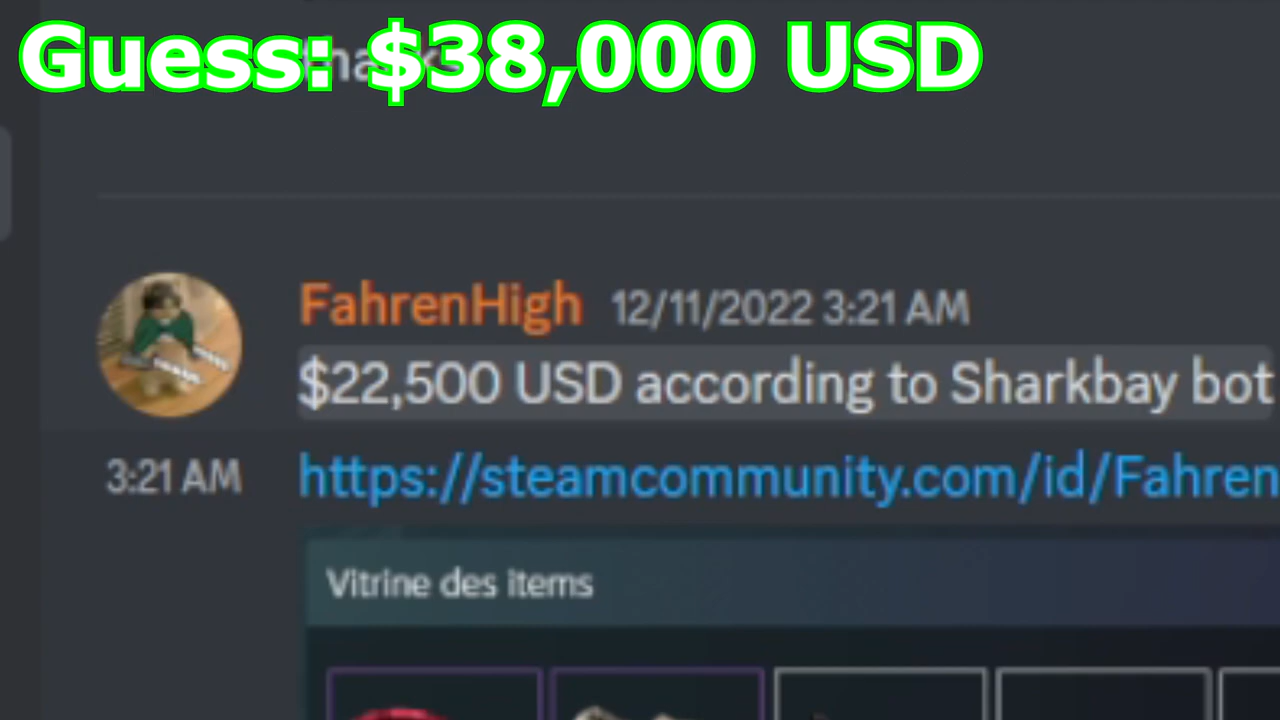 Guess: $38,000 USD
FahrenHigh 12/11/2022 3:21 AM
$22,500 USD according to Sharkbay bot
3:21 AM https://steamcommunity.com/id/Fahren
Vitrine des items